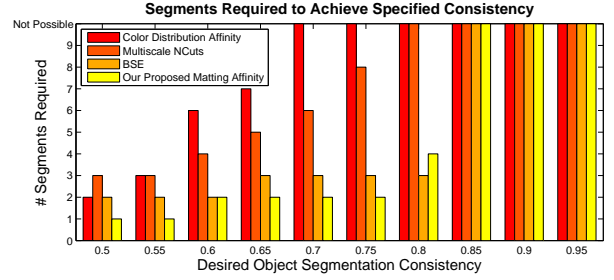 Segments Required to Achieve Specified Consistency
Not Possible
9
8
7
6
5
4
3
2
1
0
# Segments Required
Color Distribution Affinity
Multiscale NCuts
BSE
Our Proposed Matting Affinity
0.5 0.55 0.6 0.65 0.7 0.75 0.8 0.85 0.9 0.95
Desired Object Segmentation Consistency